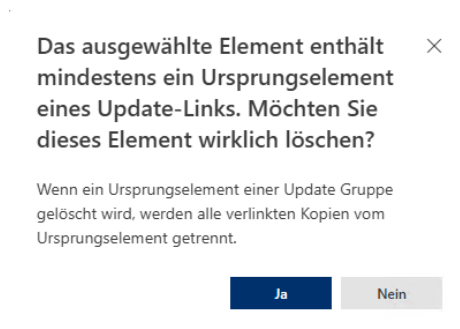 Das ausgewählte Element enthält
mindestens ein Ursprungselement
eines Update-Links. Möchten Sie
dieses Element wirklich löschen?
Wenn ein Ursprungselement einer Update Gruppe
gelöscht wird, werden alle verlinkten Kopien vom
Ursprungselement getrennt.
Ja Nein